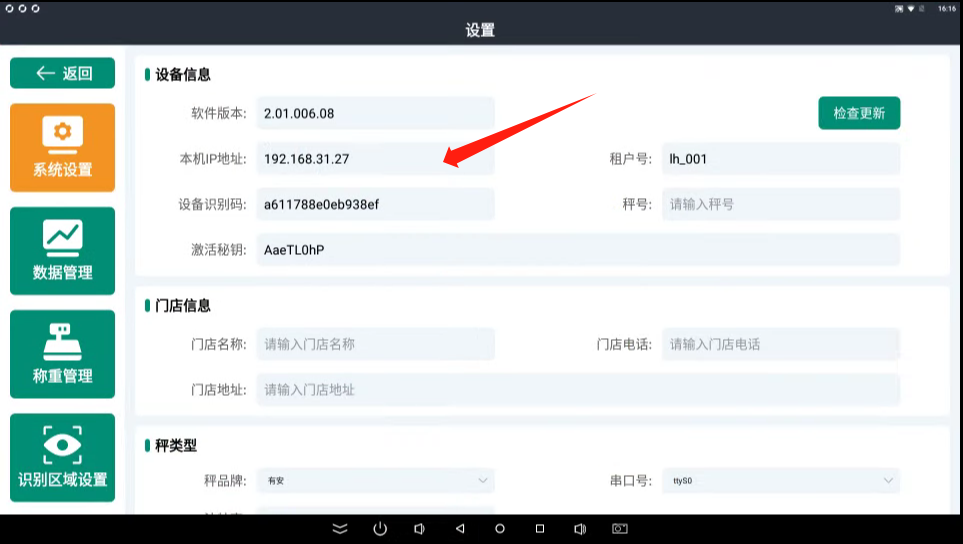 16:16
设置
返回
系统设置
数据管理
称重管理
识别区域设置
设备信息
软件版本: 2.01.006.08 检查更新
本机IP地址: 192.168.31.27 租户号: lh_001
设备识别码: a611788e0eb938ef 秤号: 请输入秤号
激活秘钥: AaeTL0hP
门店信息
门店名称: 请输入门店名称 门店电话: 请输入门店电话
门店地址: 请输入门店地址
秤类型
秤品牌: 有安 串口号: ttyS0